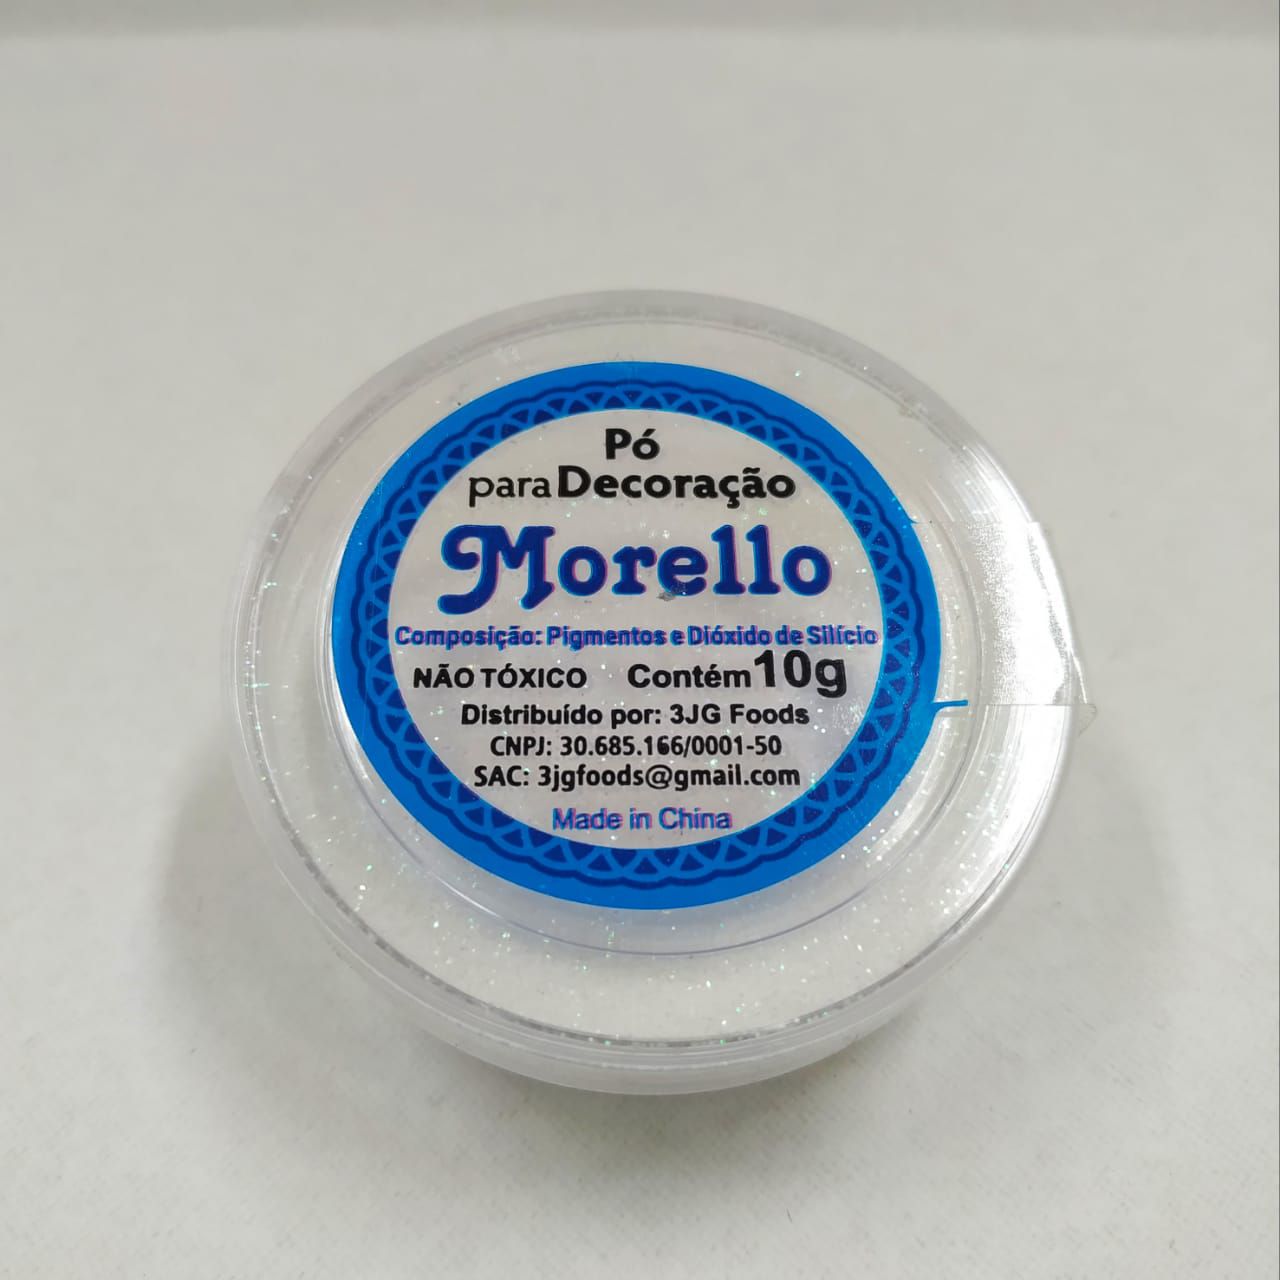 Pó
para Decoração
Morello
Composição: Pigmentos e Dióxido de Silício
NÃO TÓXICO Contém 10g
Distribuído por: 3JG Foods
CNPJ: 30.685.166/0001-50
SAC: 3jgfoods@gmail.com
Made in China